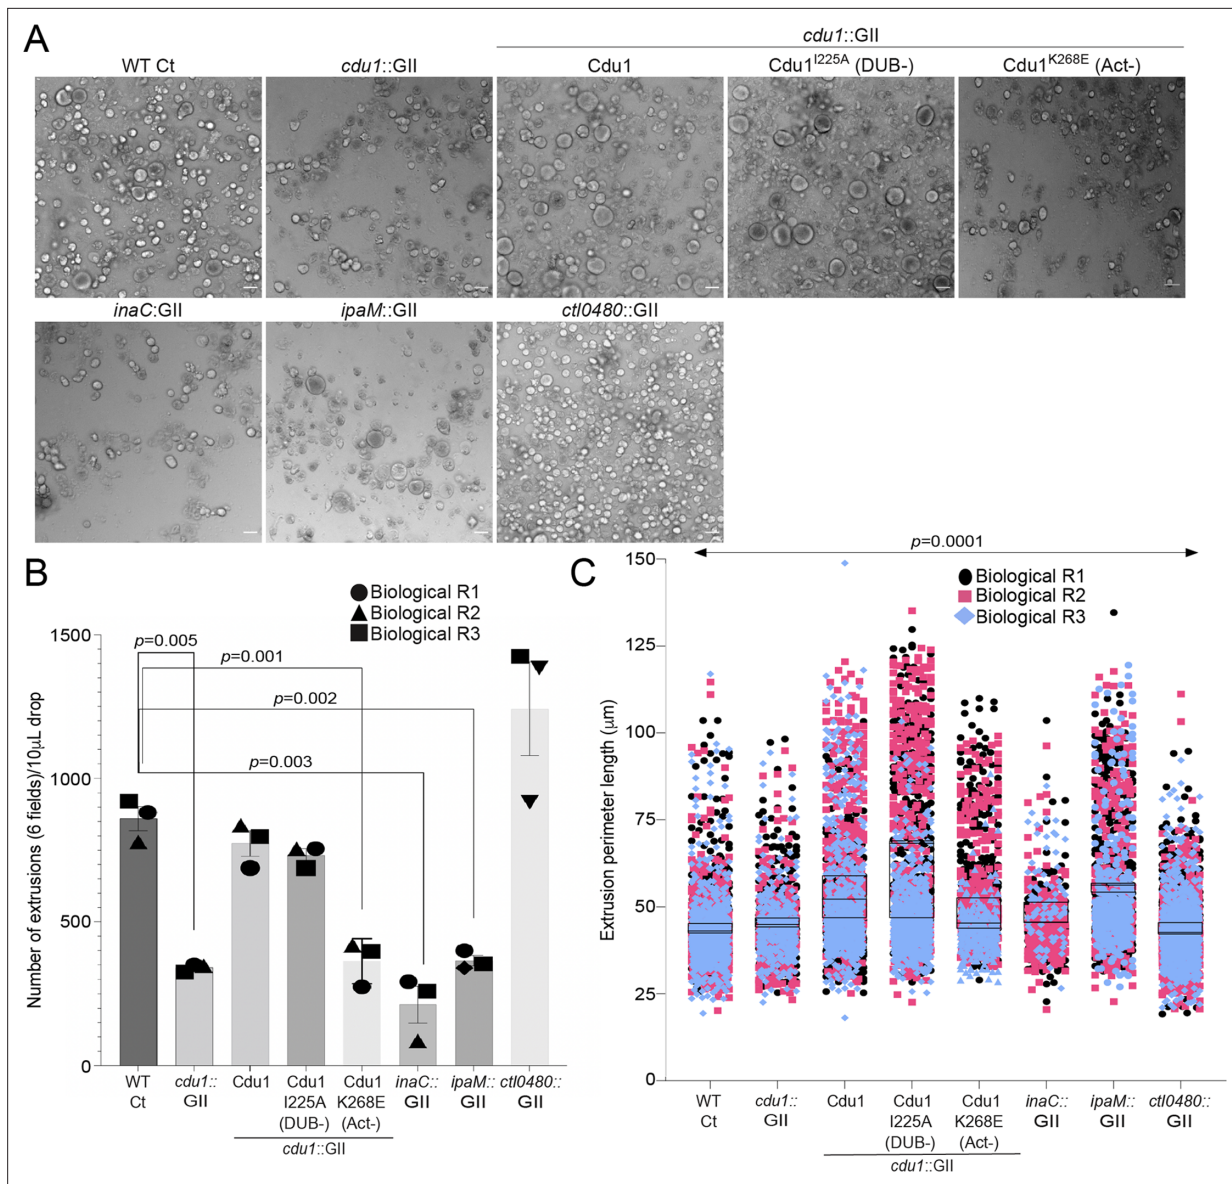 A
cdu1::GII
WT Ct
cdu1::GII
Cdu1
Cdu1I225A (DUB-)
Cdu1K268E (Act-)
inaC:GII
ipaM::GII
ctl0480::GII
B
Biological R1
Biological R2
Biological R3
Number of extrusions (6 fields)/10µL drop
1500
1000
500
0
p=0.005
p=0.001
p=0.002
p=0.003
WT
Ct
cdu1::
GII
Cdu1
Cdu1
I225A
(DUB-)
Cdu1
K268E
(Act-)
inaC::
GII
ipaM::
GII
ctl0480::
GII
cdu1::GII
C
p=0.0001
Biological R1
Biological R2
Biological R3
Extrusion perimeter length (µm)
150
125
100
75
50
25
0
WT
Ct
cdu1::
GII
Cdu1
Cdu1
I225A
(DUB-)
Cdu1
K268E
(Act-)
inaC::
GII
ipaM::
GII
ctl0480::
GII
cdu1::GII